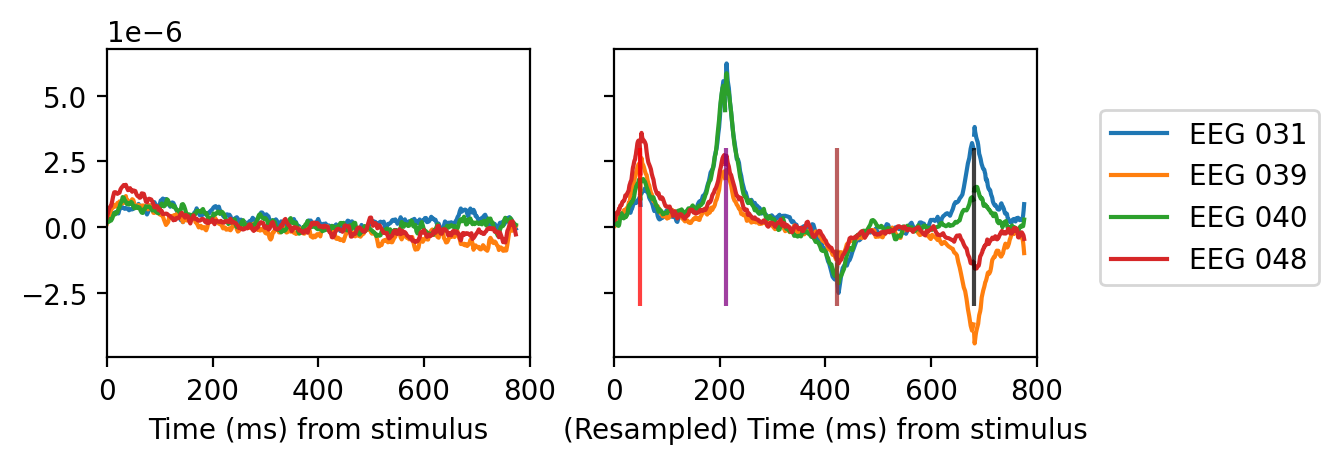 1e−6
5.0
2.5
0.0
−2.5
0 200 400 600 800
0 200 400 600 800
Time (ms) from stimulus
(Resampled) Time (ms) from stimulus
EEG 031
EEG 039
EEG 040
EEG 048